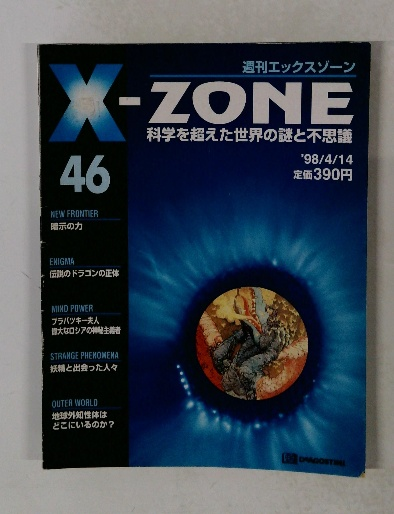 週刊エックスゾーン
X-ZONE
科学を超えた世界の謎と不思議
'98/4/14
定価390円
46
NEW FRONTIER
暗示の力
ENIGMA
伝説のドラゴンの正体
MIND POWER
ブラバツキー夫人
偉大なロシアの神秘主義者
STRANGE PHENOMENA
妖精と出会った人々
OUTER WORLD
地球外知性体は
どこにいるのか?
DEAGOSTINI